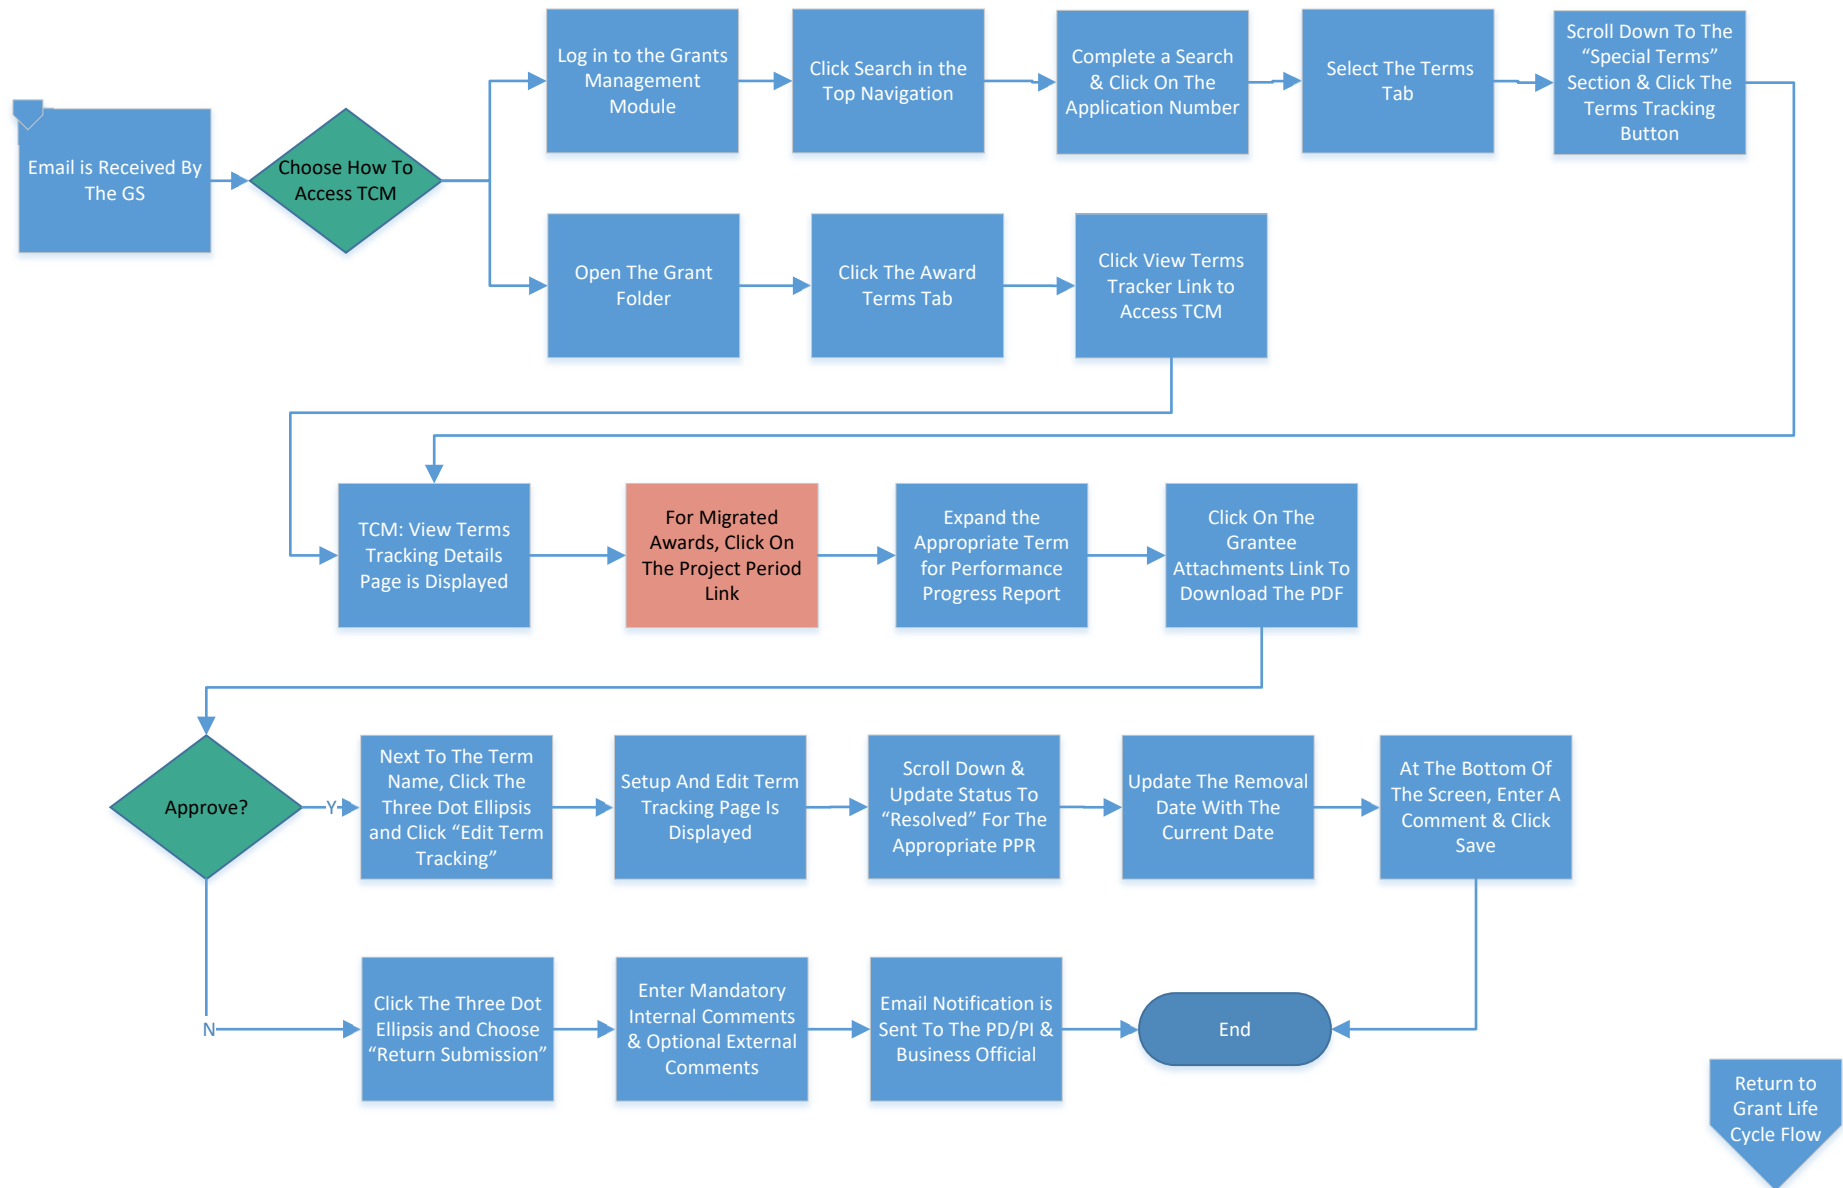 Email is Received By
The GS
Choose How To
Access TCM
Log in to the Grants
Management
Module
Click Search in the
Top Navigation
Complete a Search
& Click On The
Application Number
Select The Terms
Tab
Scroll Down To The
“Special Terms”
Section & Click The
Terms Tracking
Button
Open The Grant
Folder
Click The Award
Terms Tab
Click View Terms
Tracker Link to
Access TCM
TCM: View Terms
Tracking Details
Page is Displayed
For Migrated
Awards, Click On
The Project Period
Link
Expand the
Appropriate Term
for Performance
Progress Report
Click On The
Grantee
Attachments Link To
Download The PDF
Approve?
Y
Next To The Term
Name, Click The
Three Dot Ellipsis
and Click “Edit Term
Tracking”
Setup And Edit Term
Tracking Page Is
Displayed
Scroll Down &
Update Status To
“Resolved” For The
Appropriate PPR
Update The Removal
Date With The
Current Date
At The Bottom Of
The Screen, Enter A
Comment & Click
Save
N
Click The Three Dot
Ellipsis and Choose
“Return Submission”
Enter Mandatory
Internal Comments
& Optional External
Comments
Email Notification is
Sent To The PD/PI &
Business Official
End
Return to
Grant Life
Cycle Flow